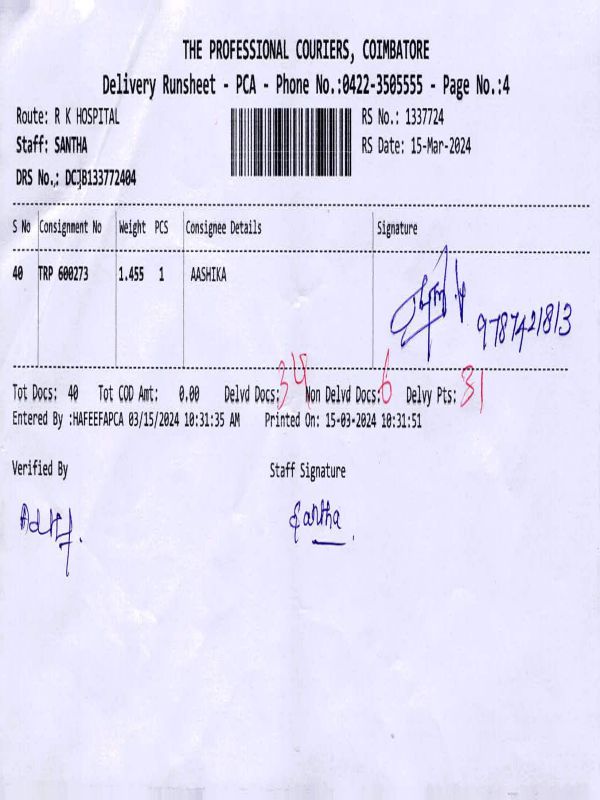 THE PROFESSIONAL COURIERS, COIMBATORE
Delivery Runsheet - PCA - Phone No.:0422-3505555 - Page No.:4
Route: R K HOSPITAL RS No.: 1337724
Staff: SANTHA RS Date: 15-Mar-2024
DRS No.: DCJB133772404
S No Consignment No Weight PCS Consignee Details Signature
40 TRP 600273 1.455 1 AASHIKA
9787421813
Tot Docs: 40 Tot COD Amt: 0.00 Delvd Docs: 34 Non Delvd Docs: 6 Delvy Pts: 31
Entered By :HAFEEFAPCA 03/15/2024 10:31:35 AM Printed On: 15-03-2024 10:31:51
Verified By Staff Signature
Santha